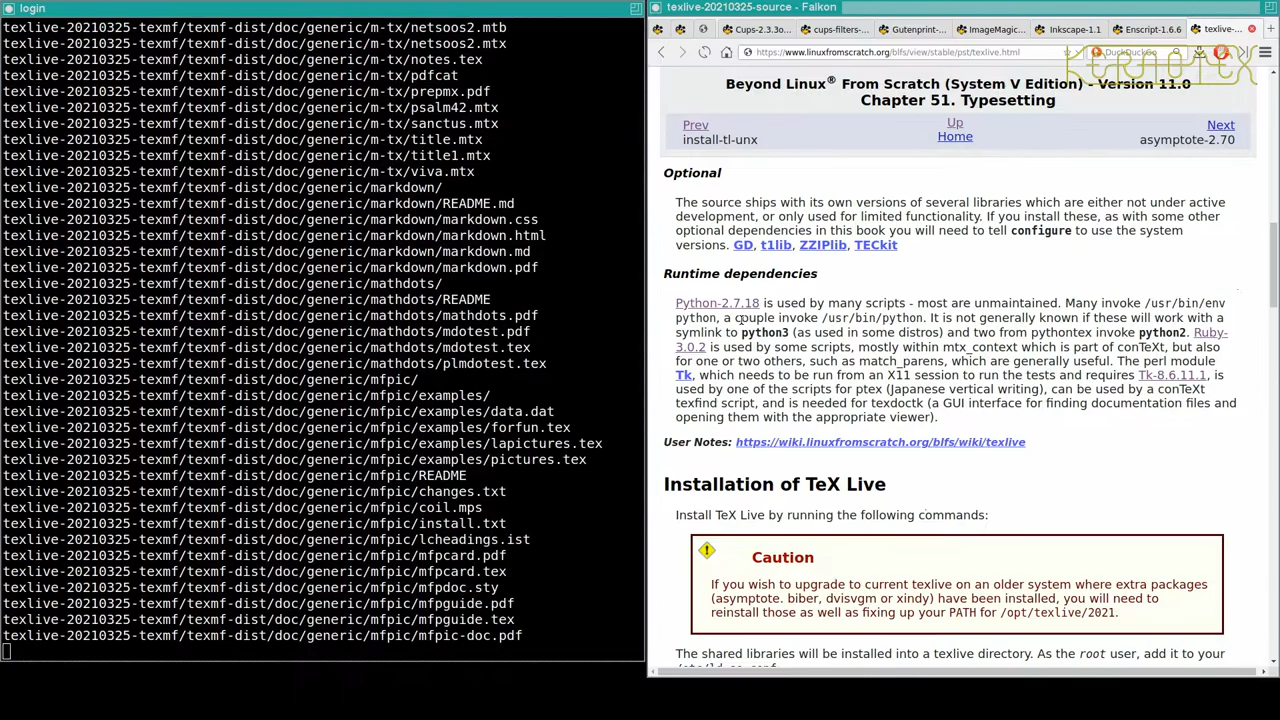 login
texlive-20210325-texmf/texmf-dist/doc/generic/m-tx/netsoos2.mtb
texlive-20210325-texmf/texmf-dist/doc/generic/m-tx/netsoos2.mtx
texlive-20210325-texmf/texmf-dist/doc/generic/m-tx/notes.tex
texlive-20210325-texmf/texmf-dist/doc/generic/m-tx/pdfcat
texlive-20210325-texmf/texmf-dist/doc/generic/m-tx/prepmx.pdf
texlive-20210325-texmf/texmf-dist/doc/generic/m-tx/psalm42.mtx
texlive-20210325-texmf/texmf-dist/doc/generic/m-tx/sanctus.mtx
texlive-20210325-texmf/texmf-dist/doc/generic/m-tx/title.mtx
texlive-20210325-texmf/texmf-dist/doc/generic/m-tx/title1.mtx
texlive-20210325-texmf/texmf-dist/doc/generic/m-tx/viva.mtx
texlive-20210325-texmf/texmf-dist/doc/generic/markdown/
texlive-20210325-texmf/texmf-dist/doc/generic/markdown/README.md
texlive-20210325-texmf/texmf-dist/doc/generic/markdown/markdown.css
texlive-20210325-texmf/texmf-dist/doc/generic/markdown/markdown.html
texlive-20210325-texmf/texmf-dist/doc/generic/markdown/markdown.md
texlive-20210325-texmf/texmf-dist/doc/generic/markdown/markdown.pdf
texlive-20210325-texmf/texmf-dist/doc/generic/mathdots/
texlive-20210325-texmf/texmf-dist/doc/generic/mathdots/README
texlive-20210325-texmf/texmf-dist/doc/generic/mathdots/mathdots.pdf
texlive-20210325-texmf/texmf-dist/doc/generic/mathdots/mdotest.pdf
texlive-20210325-texmf/texmf-dist/doc/generic/mathdots/mdotest.tex
texlive-20210325-texmf/texmf-dist/doc/generic/mathdots/plmdotest.tex
texlive-20210325-texmf/texmf-dist/doc/generic/mfpic/
texlive-20210325-texmf/texmf-dist/doc/generic/mfpic/examples/
texlive-20210325-texmf/texmf-dist/doc/generic/mfpic/examples/data.dat
texlive-20210325-texmf/texmf-dist/doc/generic/mfpic/examples/forfun.tex
texlive-20210325-texmf/texmf-dist/doc/generic/mfpic/examples/lapictures.tex
texlive-20210325-texmf/texmf-dist/doc/generic/mfpic/examples/pictures.tex
texlive-20210325-texmf/texmf-dist/doc/generic/mfpic/README
texlive-20210325-texmf/texmf-dist/doc/generic/mfpic/changes.txt
texlive-20210325-texmf/texmf-dist/doc/generic/mfpic/coil.mps
texlive-20210325-texmf/texmf-dist/doc/generic/mfpic/install.txt
texlive-20210325-texmf/texmf-dist/doc/generic/mfpic/lcheadings.ist
texlive-20210325-texmf/texmf-dist/doc/generic/mfpic/mfpcard.pdf
texlive-20210325-texmf/texmf-dist/doc/generic/mfpic/mfpcard.tex
texlive-20210325-texmf/texmf-dist/doc/generic/mfpic/mfpdoc.sty
texlive-20210325-texmf/texmf-dist/doc/generic/mfpic/mfpguide.pdf
texlive-20210325-texmf/texmf-dist/doc/generic/mfpic/mfpguide.tex
texlive-20210325-texmf/texmf-dist/doc/generic/mfpic/mfpic-doc.pdf
texlive-20210325-source - Falkon
Cups-2.3.3o... cups-filters-... Gutenprint-... ImageMagic... Inkscape-1.1 Enscript-1.6.6 texlive-...
https://www.linuxfromscratch.org/blfs/view/stable/pst/texlive.html DuckDuckGo
KERNOTEX
Beyond Linux® From Scratch (System V Edition) - Version 11.0
Chapter 51. Typesetting
Prev Up Next
install-tl-unx Home asymptote-2.70
Optional
The source ships with its own versions of several libraries which are either not under active
development, or only used for limited functionality. If you install these, as with some other
optional dependencies in this book you will need to tell configure to use the system
versions. GD, t1lib, ZZIPlib, TECkit
Runtime dependencies
Python-2.7.18 is used by many scripts - most are unmaintained. Many invoke /usr/bin/env
python, a couple invoke /usr/bin/python. It is not generally known if these will work with a
symlink to python3 (as used in some distros) and two from pythontex invoke python2. Ruby-
3.0.2 is used by some scripts, mostly within mtx_context which is part of conTeXt, but also
for one or two others, such as match_parens, which are generally useful. The perl module
Tk, which needs to be run from an X11 session to run the tests and requires Tk-8.6.11.1, is
used by one of the scripts for ptex (Japanese vertical writing), can be used by a conTeXt
texfind script, and is needed for texdoctk (a GUI interface for finding documentation files and
opening them with the appropriate viewer).
User Notes: https://wiki.linuxfromscratch.org/blfs/wiki/texlive
Installation of TeX Live
Install TeX Live by running the following commands:
Caution
If you wish to upgrade to current texlive on an older system where extra packages
(asymptote. biber, dvisvgm or xindy) have been installed, you will need to
reinstall those as well as fixing up your PATH for /opt/texlive/2021.
The shared libraries will be installed into a texlive directory. As the root user, add it to your